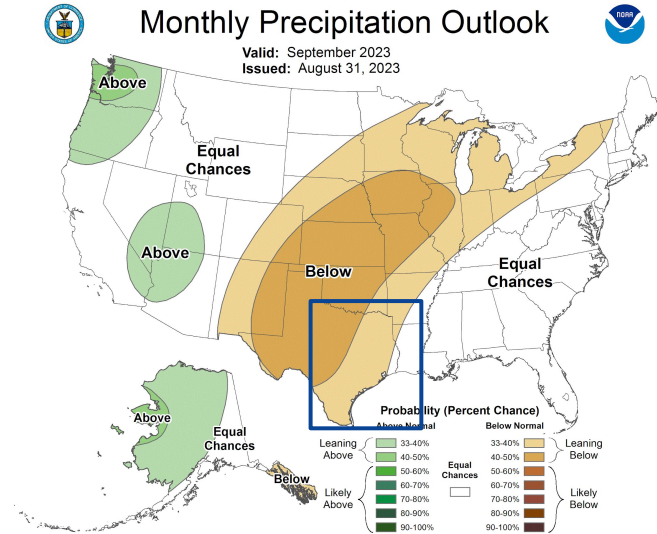 Monthly Precipitation Outlook
NOAA
Valid: September 2023
Issued: August 31, 2023
Above
Equal
Chances
Above
Below
Equal
Chances
Above
Equal
Chances
Below
Probability (Percent Chance)
Above Normal
Below Normal
Leaning
Above
33-40%
40-50%
50-60%
60-70%
70-80%
80-90%
90-100%
Likely
Above
Equal
Chances
33-40%
40-50%
50-60%
60-70%
70-80%
80-90%
90-100%
Leaning
Below
Likely
Below